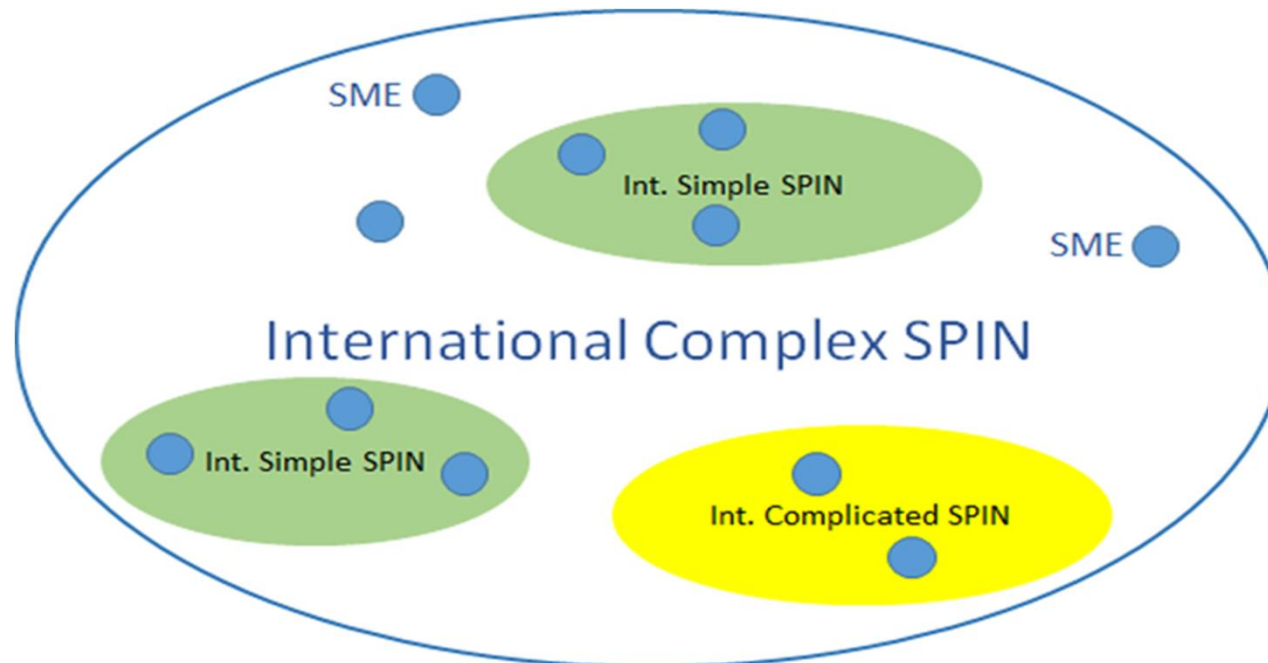 SME
Int. Simple SPIN
SME
International Complex SPIN
Int. Simple SPIN
Int. Complicated SPIN